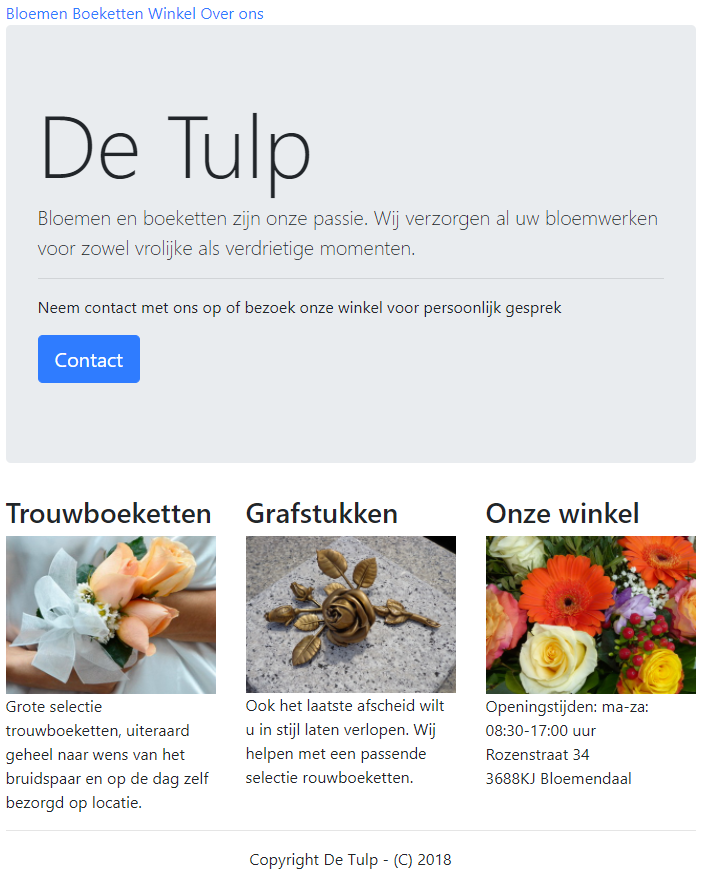 Bloemen Boeketten Winkel Over ons
De Tulp
Bloemen en boeketten zijn onze passie. Wij verzorgen al uw bloemwerken
voor zowel vrolijke als verdrietige momenten.
Neem contact met ons op of bezoek onze winkel voor persoonlijk gesprek
Contact
Trouwboeketten
Grote selectie
trouwboeketten, uiteraard
geheel naar wens van het
bruidspaar en op de dag zelf
bezorgd op locatie.
Grafstukken
Ook het laatste afscheid wilt
u in stijl laten verlopen. Wij
helpen met een passende
selectie rouwboeketten.
Onze winkel
Openingstijden: ma-za:
08:30-17:00 uur
Rozenstraat 34
3688KJ Bloemendaal
Copyright De Tulp - (C) 2018